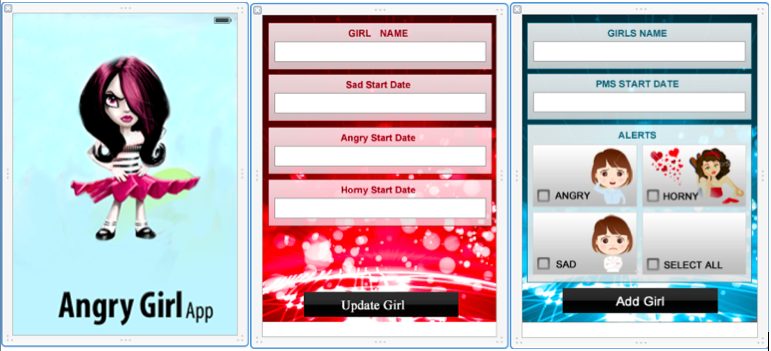 Angry Girl App
GIRL NAME
Sad Start Date
Angry Start Date
Horny Start Date
Update Girl
GIRLS NAME
PMS START DATE
ALERTS
ANGRY
HORNY
SAD
SELECT ALL
Add Girl